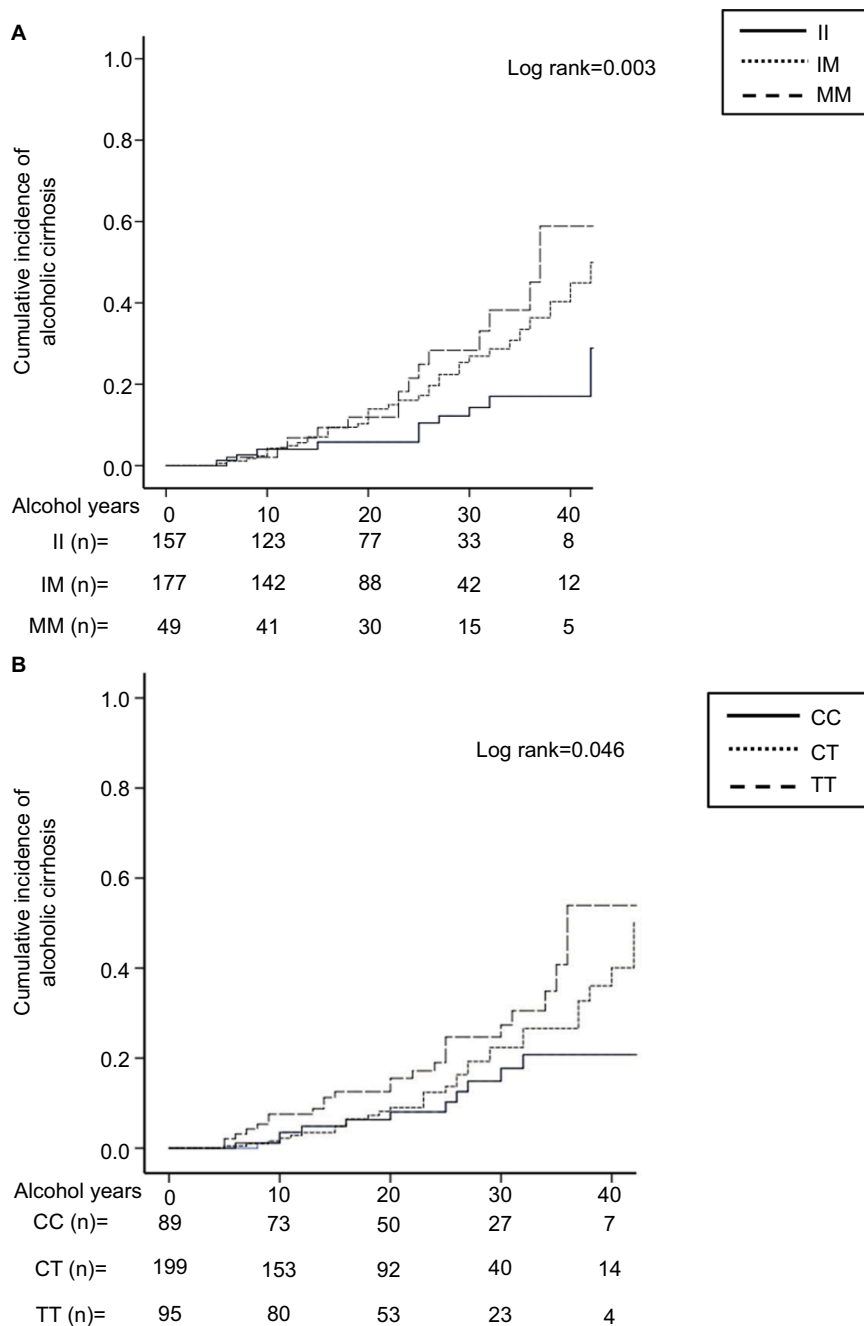 A
II
IM
MM
Log rank=0.003
Cumulative incidence of
alcoholic cirrhosis
1.0
0.8
0.6
0.4
0.2
0.0
Alcohol years 0 10 20 30 40
II (n)= 157 123 77 33 8
IM (n)= 177 142 88 42 12
MM (n)= 49 41 30 15 5
B
CC
CT
TT
Log rank=0.046
Cumulative incidence of
alcoholic cirrhosis
1.0
0.8
0.6
0.4
0.2
0.0
Alcohol years 0 10 20 30 40
CC (n)= 89 73 50 27 7
CT (n)= 199 153 92 40 14
TT (n)= 95 80 53 23 4